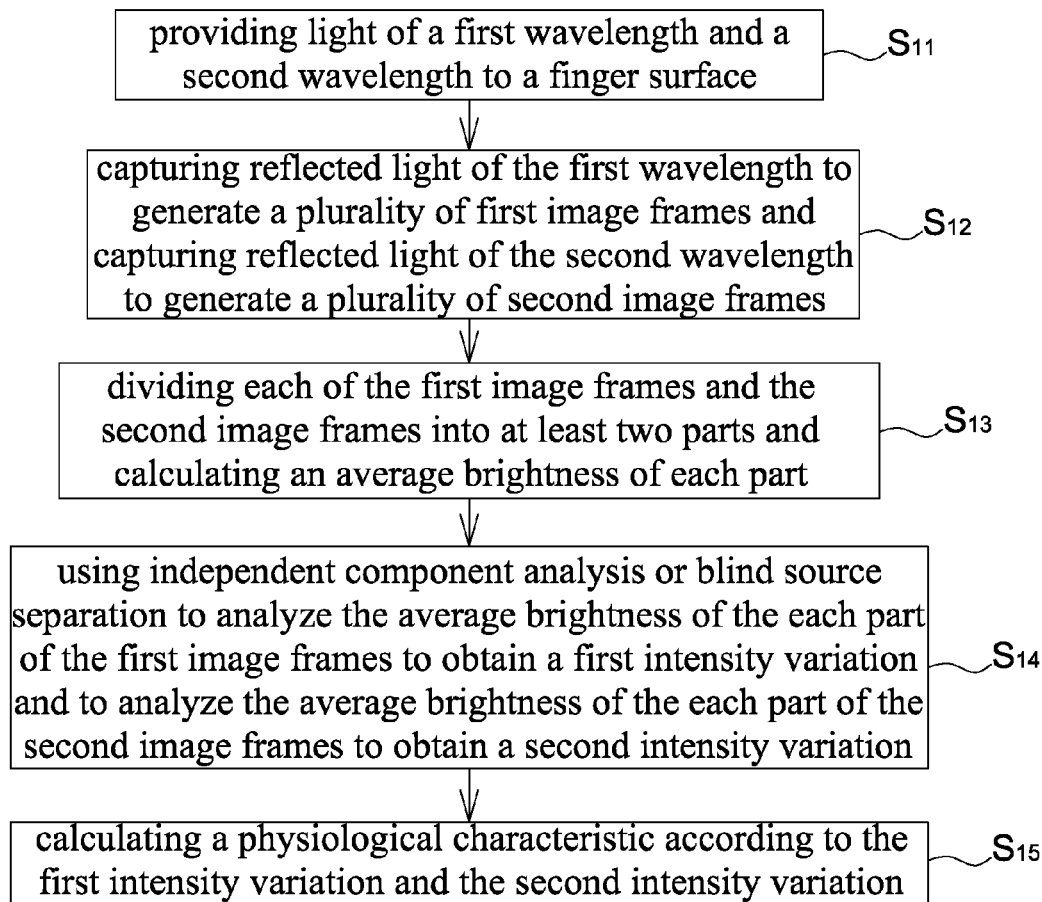 providing light of a first wavelength and a
second wavelength to a finger surface
S11
capturing reflected light of the first wavelength to
generate a plurality of first image frames and
capturing reflected light of the second wavelength
to generate a plurality of second image frames
S12
dividing each of the first image frames and the
second image frames into at least two parts and
calculating an average brightness of each part
S13
using independent component analysis or blind source
separation to analyze the average brightness of the each part
of the first image frames to obtain a first intensity variation
and to analyze the average brightness of the each part of the
second image frames to obtain a second intensity variation
S14
calculating a physiological characteristic according to the
first intensity variation and the second intensity variation
S15